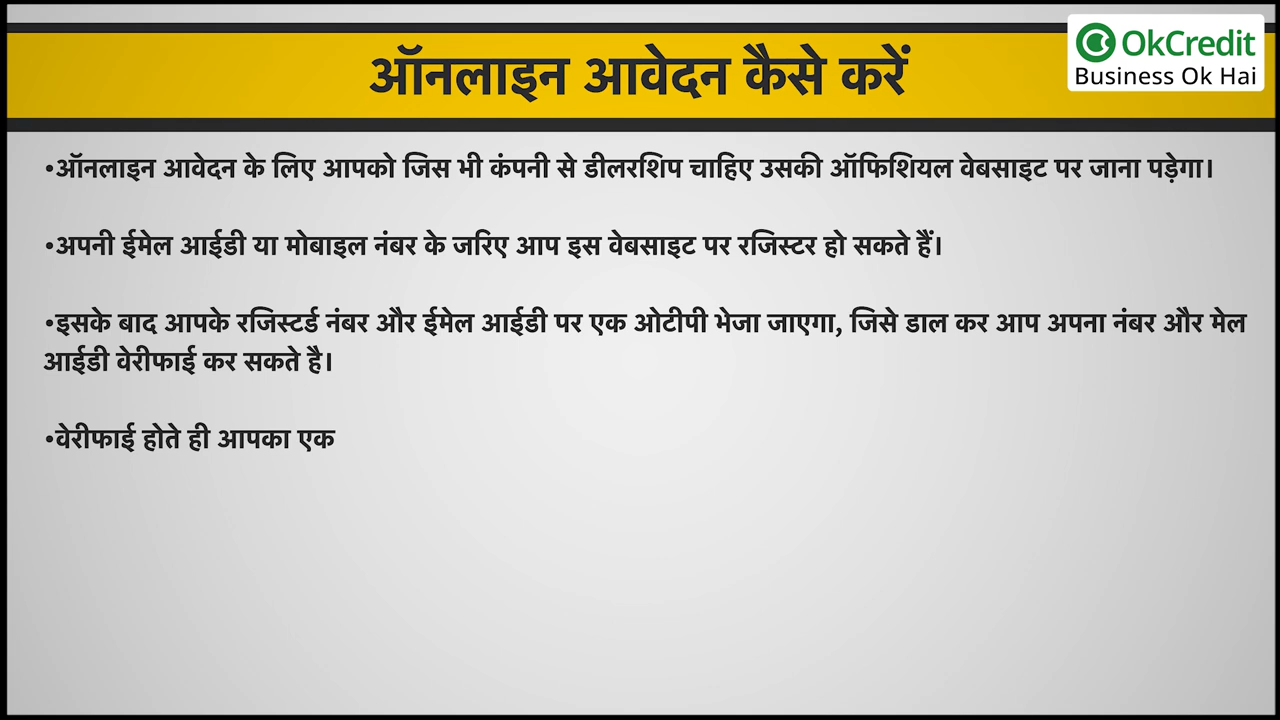 ऑनलाइन आवेदन कैसे करें
OkCredit
Business Ok Hai
•ऑनलाइन आवेदन के लिए आपको जिस भी कंपनी से डीलरशिप चाहिए उसकी ऑफिशियल वेबसाइट पर जाना पड़ेगा।
•अपनी ईमेल आईडी या मोबाइल नंबर के जरिए आप इस वेबसाइट पर रजिस्टर हो सकते हैं।
•इसके बाद आपके रजिस्टर्ड नंबर और ईमेल आईडी पर एक ओटीपी भेजा जाएगा, जिसे डाल कर आप अपना नंबर और मेल
आईडी वेरीफाई कर सकते है।
•वेरीफाई होते ही आपका एक